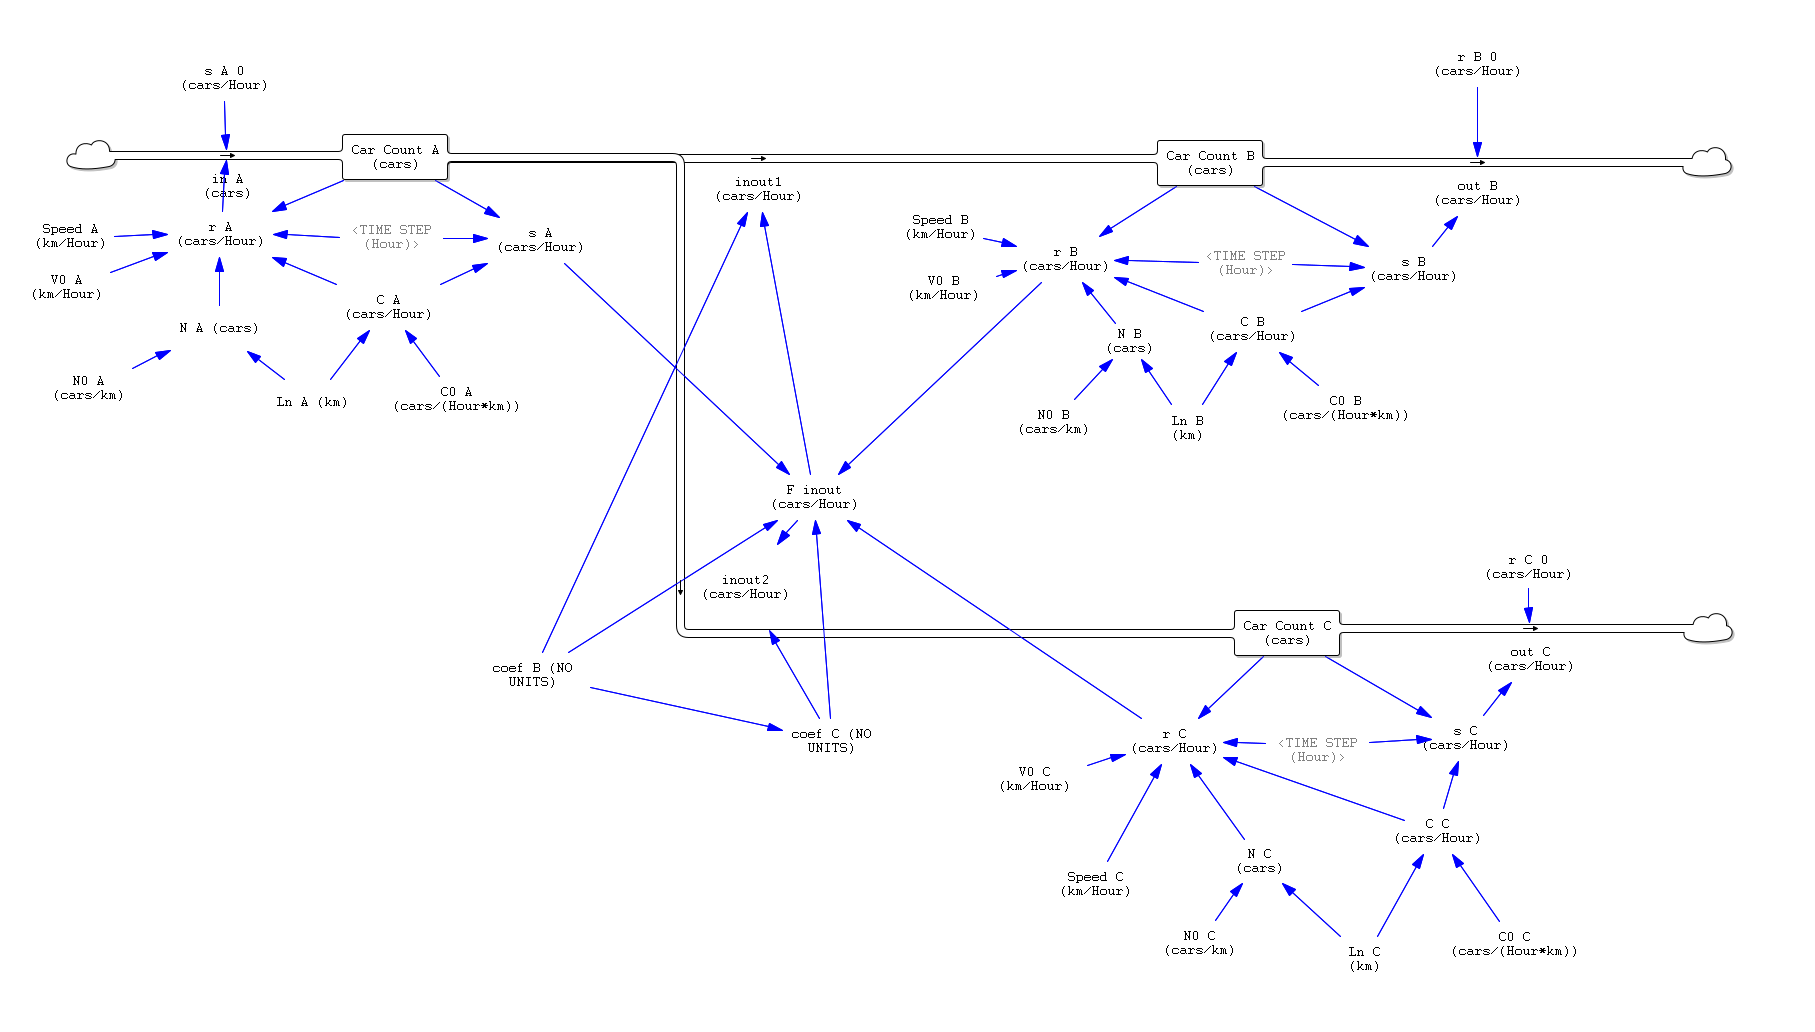 s A 0
(cars/Hour)
r B 0
(cars/Hour)
Car Count A
(cars)
Car Count B
(cars)
in A
(cars)
inout1
(cars/Hour)
out B
(cars/Hour)
Speed A
(km/Hour)
r A
(cars/Hour)
<TIME STEP
(Hour)>
s A
(cars/Hour)
Speed B
(km/Hour)
r B
(cars/Hour)
<TIME STEP
(Hour)>
s B
(cars/Hour)
V0 A
(km/Hour)
V0 B
(km/Hour)
C A
(cars/Hour)
N A (cars)
N B
(cars)
C B
(cars/Hour)
N0 A
(cars/km)
Ln A (km)
C0 A
(cars/(Hour*km))
N0 B
(cars/km)
Ln B
(km)
C0 B
(cars/(Hour*km))
F inout
(cars/Hour)
inout2
(cars/Hour)
r C 0
(cars/Hour)
Car Count C
(cars)
out C
(cars/Hour)
coef B (NO
UNITS)
coef C (NO
UNITS)
r C
(cars/Hour)
<TIME STEP
(Hour)>
s C
(cars/Hour)
V0 C
(km/Hour)
C C
(cars/Hour)
Speed C
(km/Hour)
N C
(cars)
N0 C
(cars/km)
Ln C
(km)
C0 C
(cars/(Hour*km))